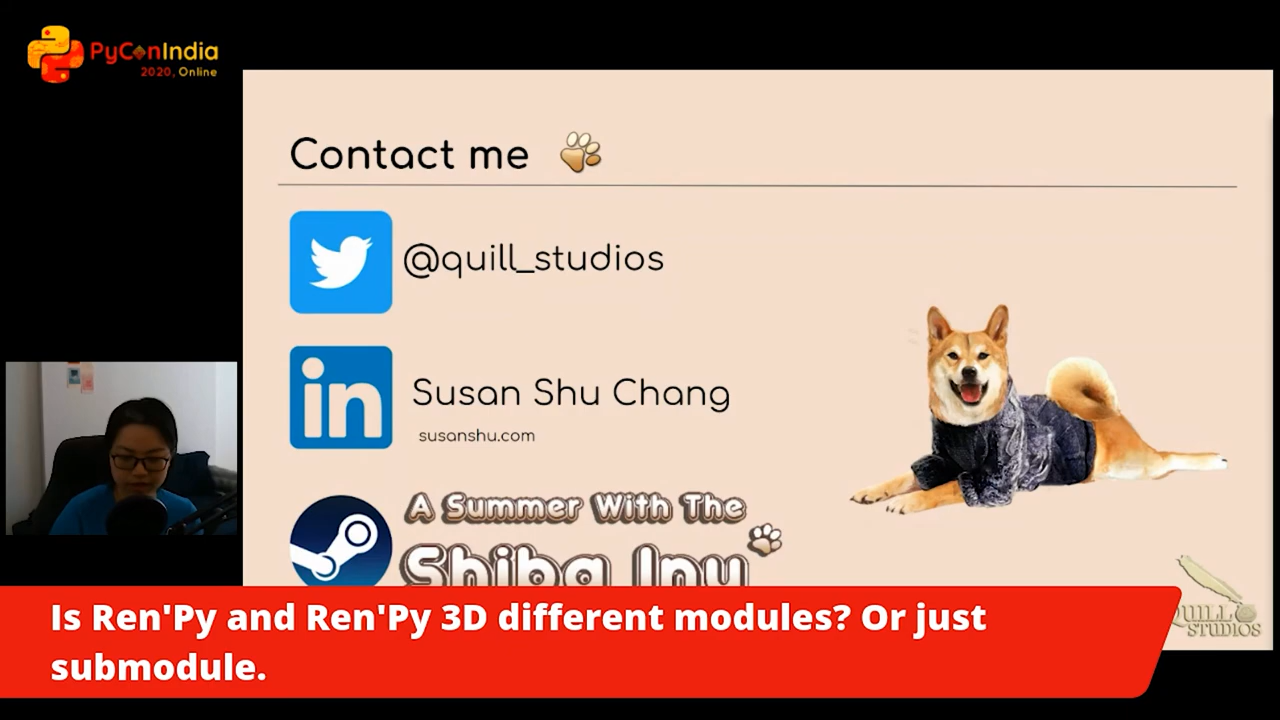 PyConIndia
2020, Online
Contact me
@quill_studios
in
Susan Shu Chang
susanshu.com
A Summer With The
Shiba Inu
QUILL
STUDIOS
Is Ren'Py and Ren'Py 3D different modules? Or just
submodule.